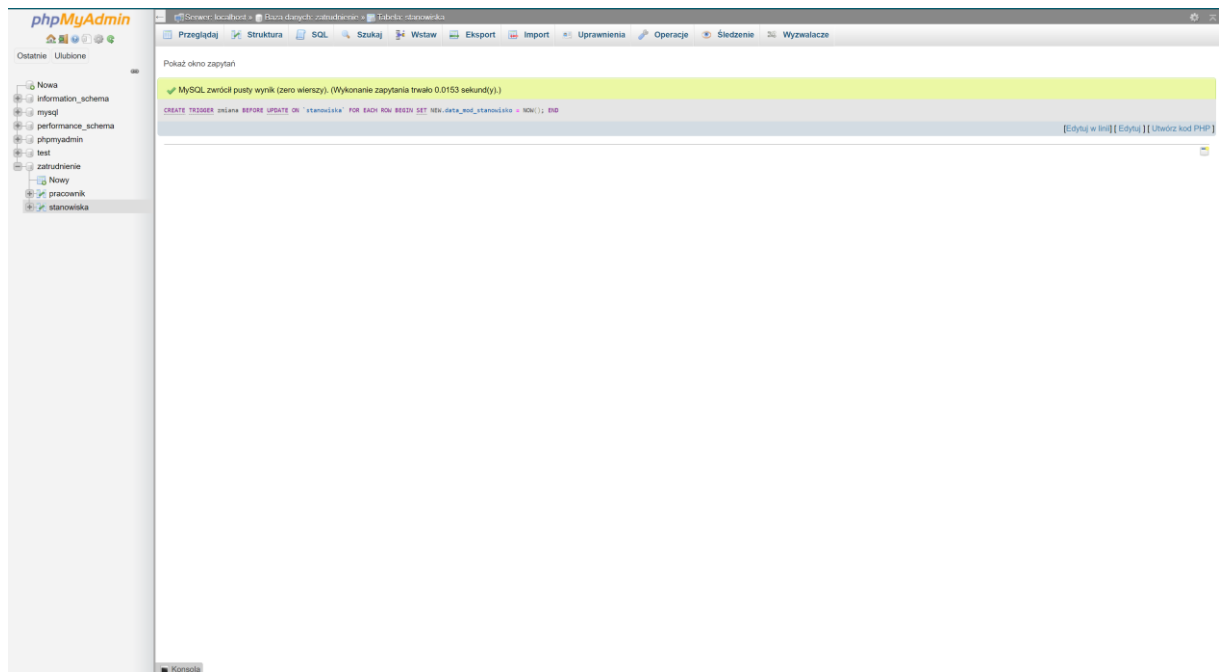 phpMyAdmin
Ostatnie Ulubione
Nowa
information_schema
mysql
performance_schema
phpmyadmin
test
zatrudnienie
Nowy
pracownik
stanowiska
Serwer: localhost » Baza danych: zatrudnienie » Tabela: stanowiska
Przeglądaj Struktura SQL Szukaj Wstaw Eksport Import Uprawnienia Operacje Śledzenie Wyzwalacze
Pokaż okno zapytań
MySQL zwrócił pusty wynik (zero wierszy). (Wykonanie zapytania trwało 0.0153 sekund(y).)
CREATE TRIGGER zmiana BEFORE UPDATE ON `stanowiska` FOR EACH ROW BEGIN SET NEW.data_mod_stanowisko = NOW(); END
[Edytuj w linii] [ Edytuj ] [ Utwórz kod PHP ]
Konsola